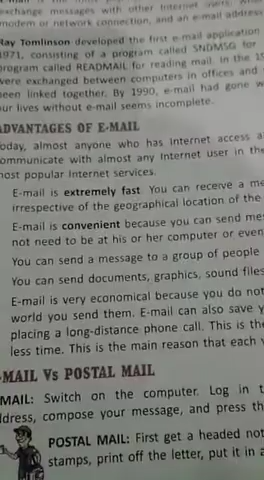 exchange messages with other Internet users.
modem or network connection, and an e-mail address
Ray Tomlinson developed the first e-mail application
1971, consisting of a program called SNDMSG for
program called READMAIL for reading mail. In the 19
were exchanged between computers in offices and
been linked together. By 1990, e-mail had gone w
our lives without e-mail seems incomplete.
ADVANTAGES OF E-MAIL
oday, almost anyone who has Internet access a
ommunicate with almost any Internet user in the
most popular Internet services.
E-mail is extremely fast You can receive a me
irrespective of the geographical location of the
E-mail is convenient because you can send mes
not need to be at his or her computer or even
You can send a message to a group of people
You can send documents, graphics, sound files
E-mail is very economical because you do not
world you send them. E-mail can also save y
placing a long-distance phone call. This is the
less time. This is the main reason that each
-MAIL Vs POSTAL MAIL
MAIL: Switch on the computer. Log in t
ddress, compose your message, and press th
POSTAL MAIL: First get a headed not
stamps, print off the letter, put it in a